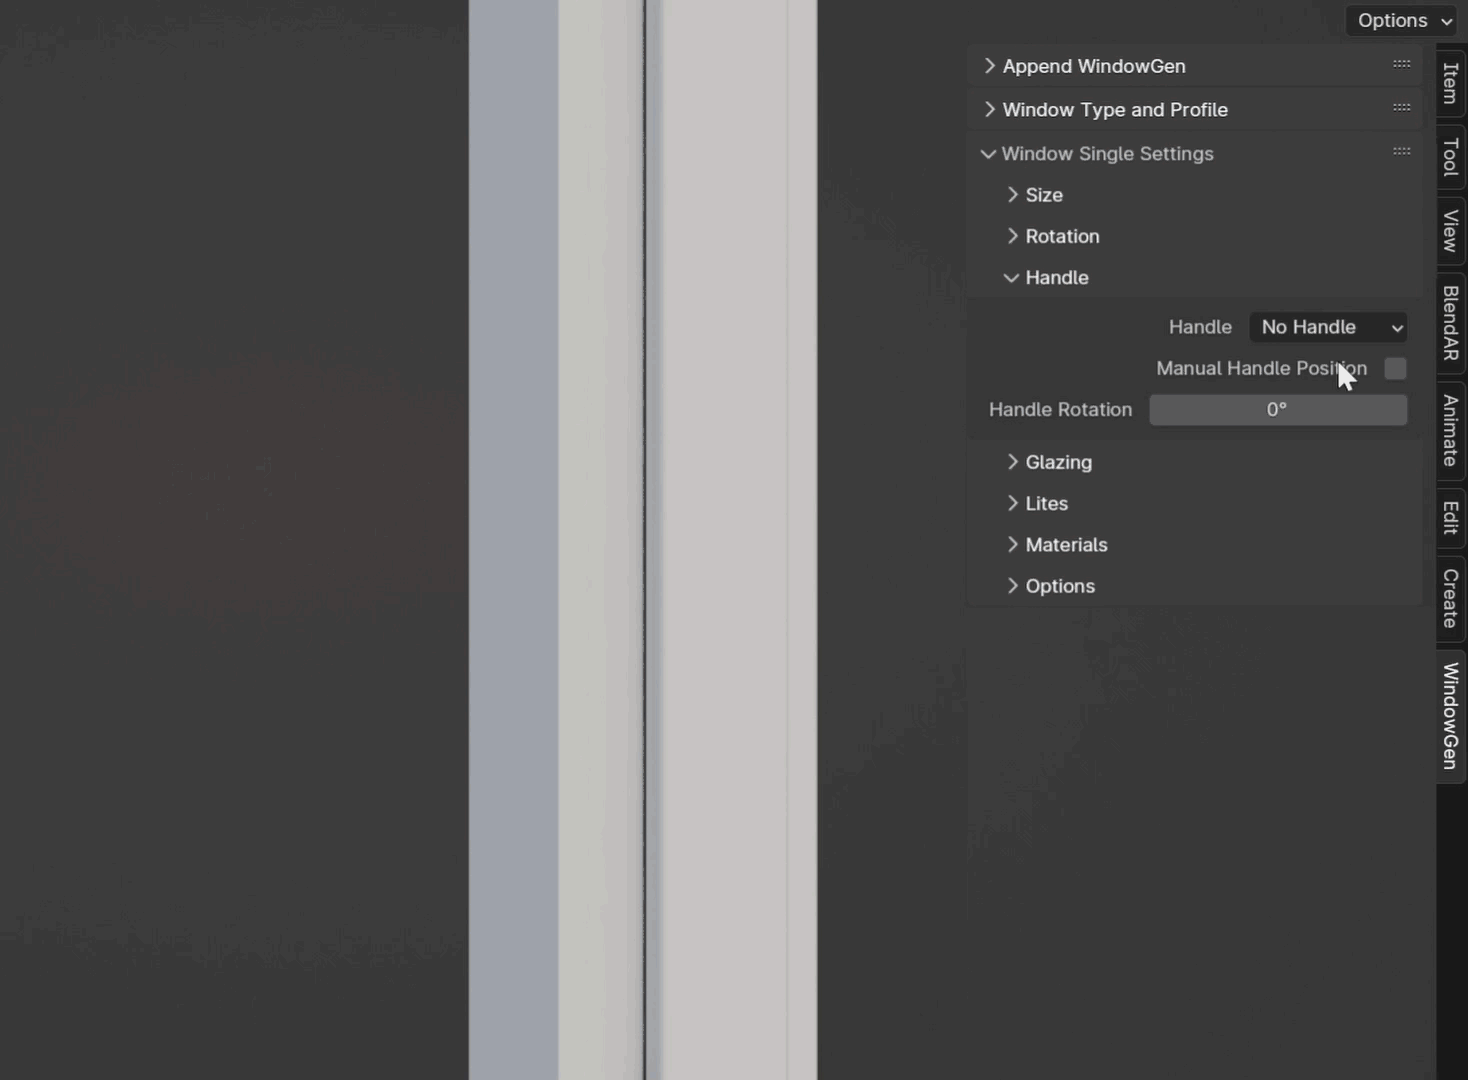 Options
Append WindowGen
Window Type and Profile
Window Single Settings
Size
Rotation
Handle
Handle No Handle
Manual Handle Position
Handle Rotation 0°
Glazing
Lites
Materials
Options
Item
Tool
View
BlendAR
Animate
Edit
Create
WindowGen